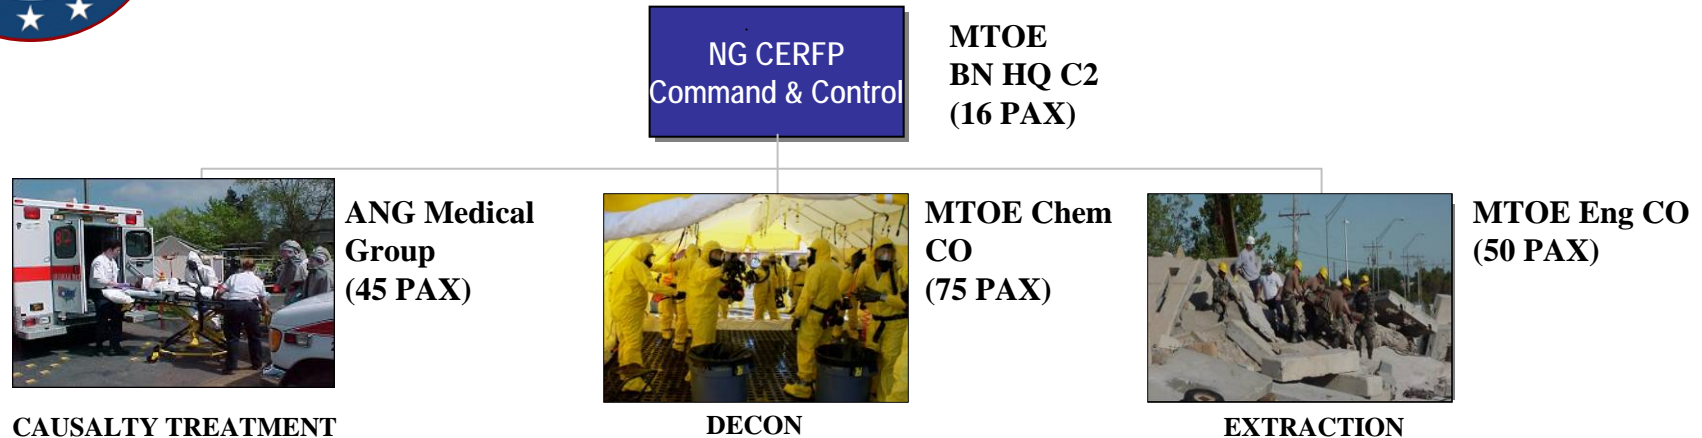 NG CERFP
Command & Control
MTOE
BN HQ C2
(16 PAX)
ANG Medical
Group
(45 PAX)
CAUSALTY TREATMENT
MTOE Chem
CO
(75 PAX)
DECON
MTOE Eng CO
(50 PAX)
EXTRACTION